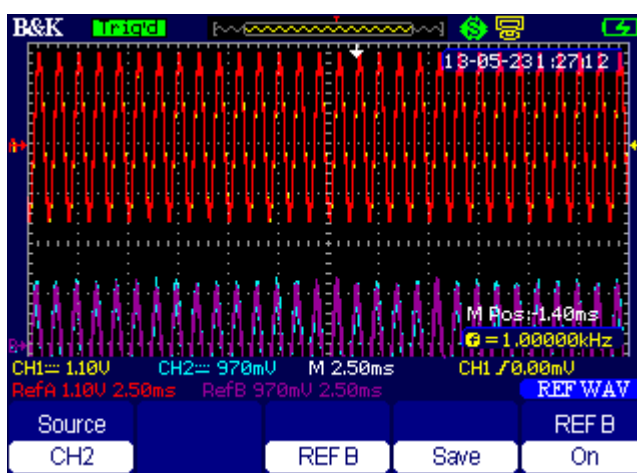 B&K Trig'd
13-05-23 1:27:12
M Pos:-1.40ms
f = 1.00000kHz
CH1 1.10V CH2 970mV M 2.50ms CH1 0.00mV
RefA 1.10V 2.50ms RefB 970mV 2.50ms REF WAV
Source REF B
CH2 REF B Save On